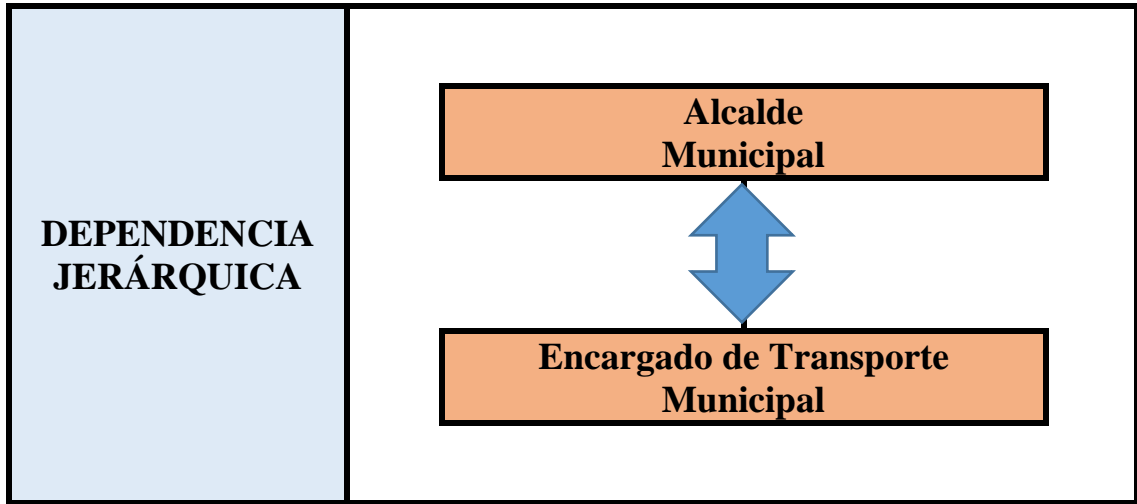 DEPENDENCIA
JERÁRQUICA
Alcalde
Municipal
Encargado de Transporte
Municipal